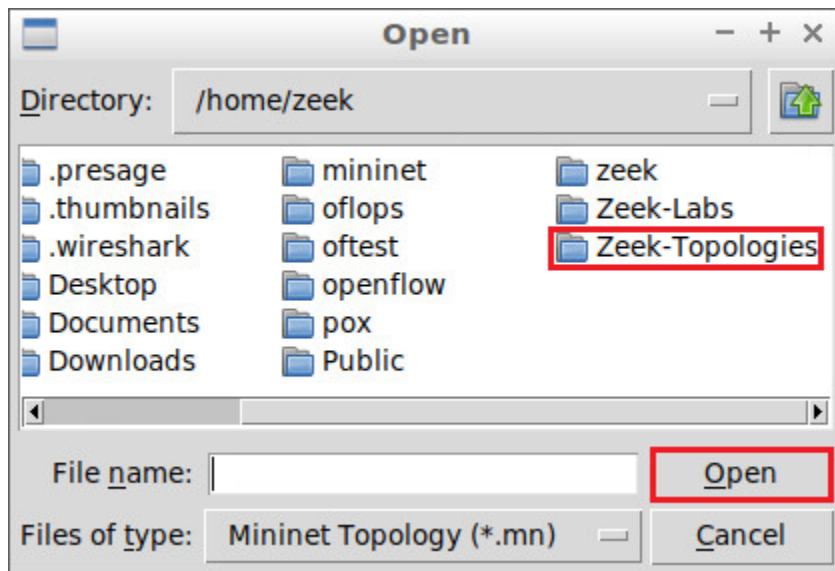 Open
Directory: /home/zeek
.presage mininet zeek
.thumbnails oflops Zeek-Labs
.wireshark oftest Zeek-Topologies
Desktop openflow
Documents pox
Downloads Public
File name: Open
Files of type: Mininet Topology (*.mn) Cancel